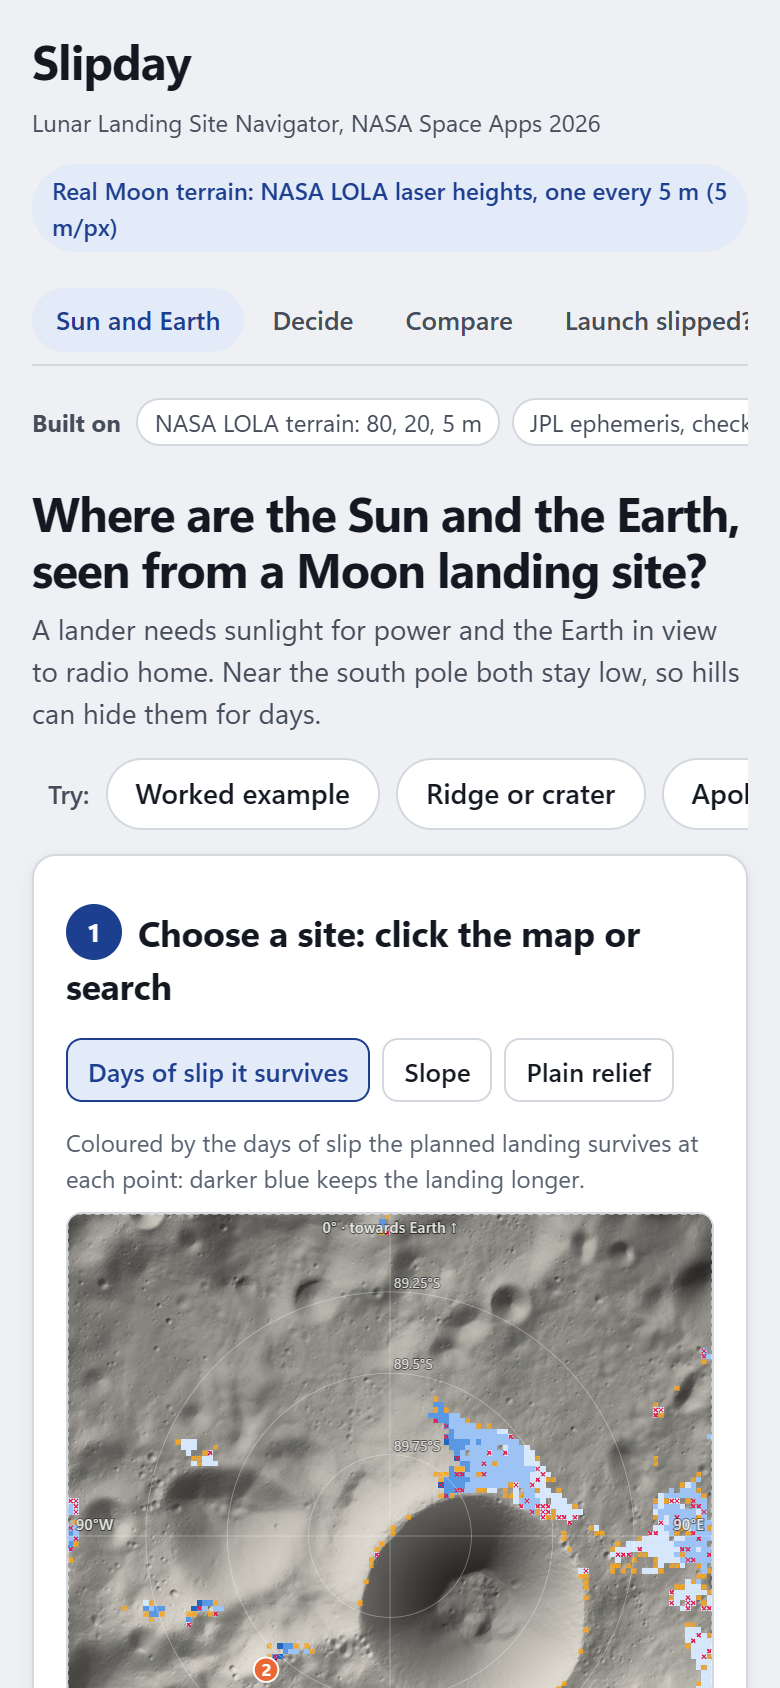 Slipday
Lunar Landing Site Navigator, NASA Space Apps 2026
Real Moon terrain: NASA LOLA laser heights, one every 5 m (5
m/px)
Sun and Earth Decide Compare Launch slipped?
Built on NASA LOLA terrain: 80, 20, 5 m JPL ephemeris, check
Where are the Sun and the Earth,
seen from a Moon landing site?
A lander needs sunlight for power and the Earth in view
to radio home. Near the south pole both stay low, so hills
can hide them for days.
Try: Worked example Ridge or crater Apol
1 Choose a site: click the map or
search
Days of slip it survives Slope Plain relief
Coloured by the days of slip the planned landing survives at
each point: darker blue keeps the landing longer.
0° · towards Earth ↑
89.25°S
89.5°S
89.75°S
90°W 90°E
2